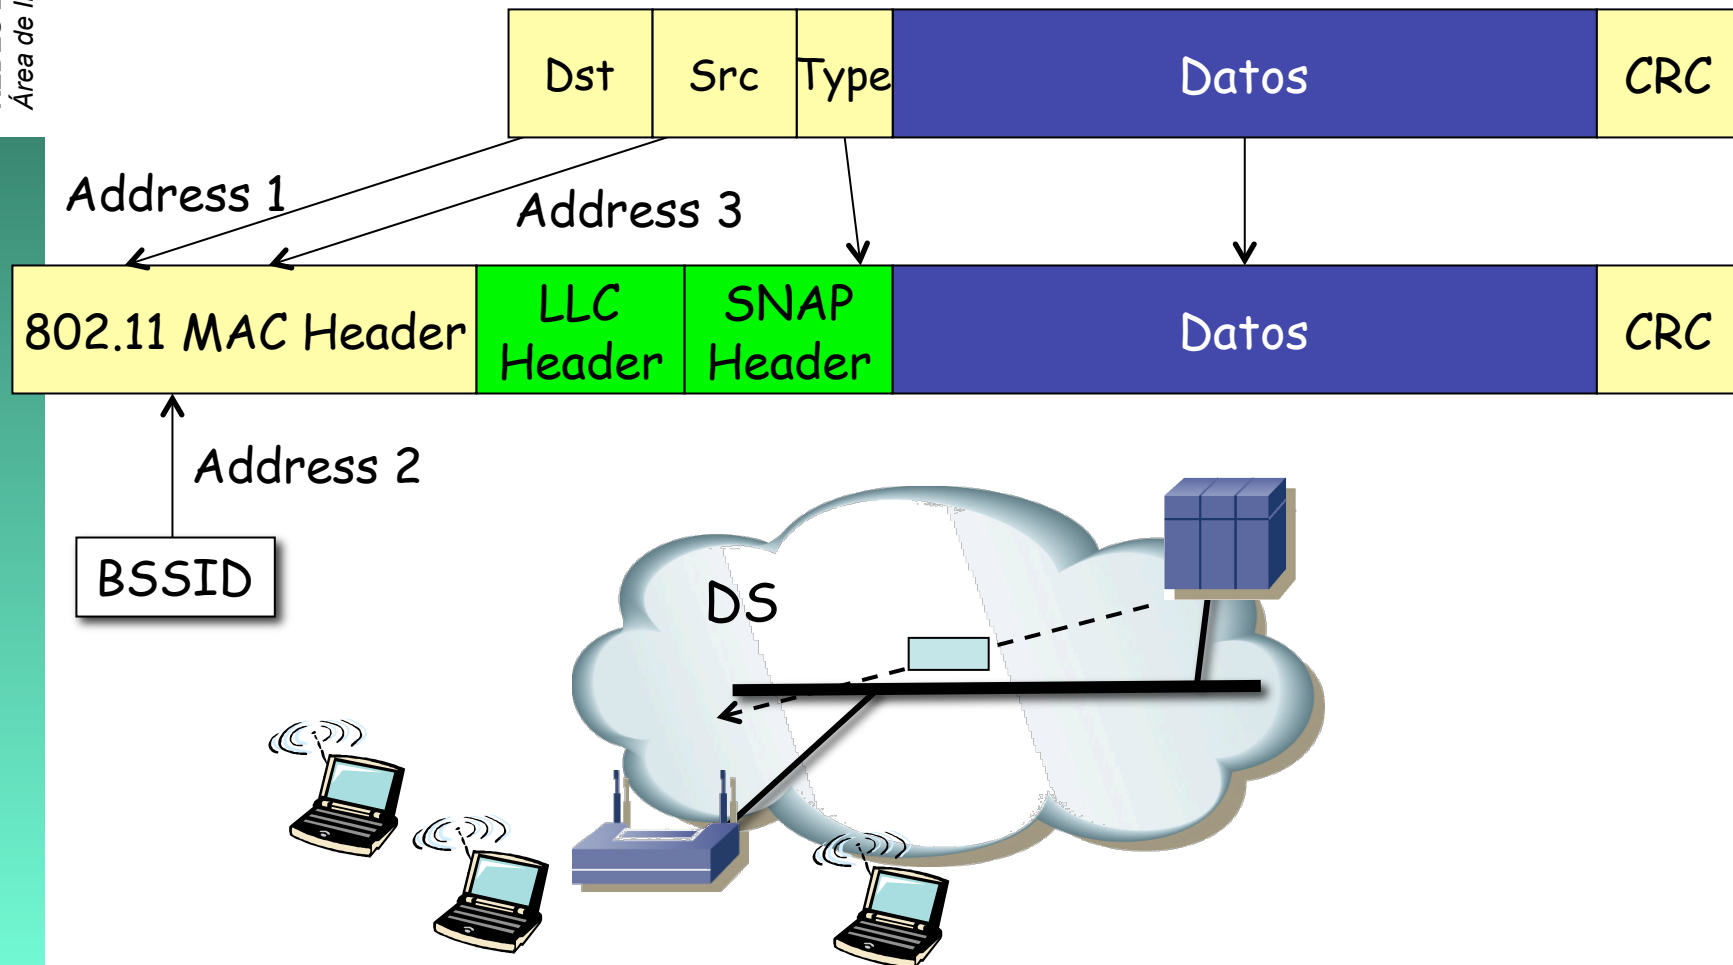 Área de I
Dst Src Type Datos CRC
Address 1
Address 3
802.11 MAC Header LLC Header SNAP Header Datos CRC
Address 2
BSSID
DS